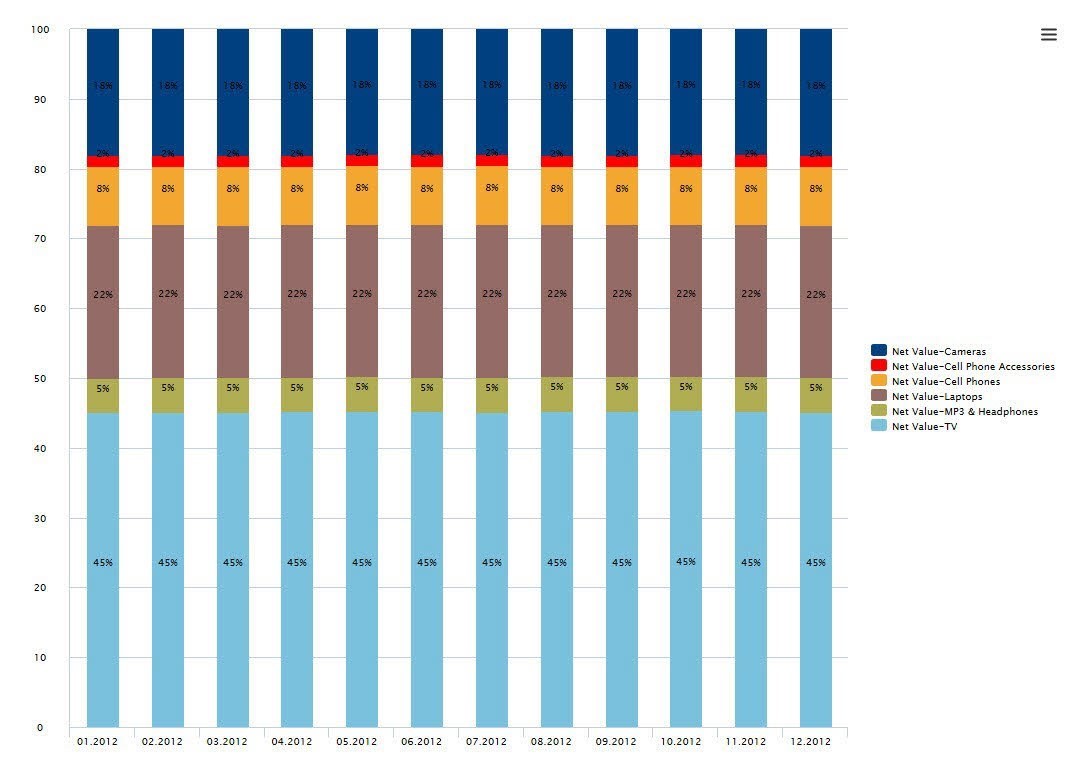 100
90
80
70
60
50
40
30
20
10
0
18% 18% 18% 18% 18% 18% 18% 18% 18% 18% 18% 18%
2% 2% 2% 2% 2% 2% 2% 2% 2% 2% 2% 2%
8% 8% 8% 8% 8% 8% 8% 8% 8% 8% 8% 8%
22% 22% 22% 22% 22% 22% 22% 22% 22% 22% 22% 22%
5% 5% 5% 5% 5% 5% 5% 5% 5% 5% 5% 5%
45% 45% 45% 45% 45% 45% 45% 45% 45% 45% 45% 45%
01.2012 02.2012 03.2012 04.2012 05.2012 06.2012 07.2012 08.2012 09.2012 10.2012 11.2012 12.2012
Net Value-Cameras
Net Value-Cell Phone Accessories
Net Value-Cell Phones
Net Value-Laptops
Net Value-MP3 & Headphones
Net Value-TV